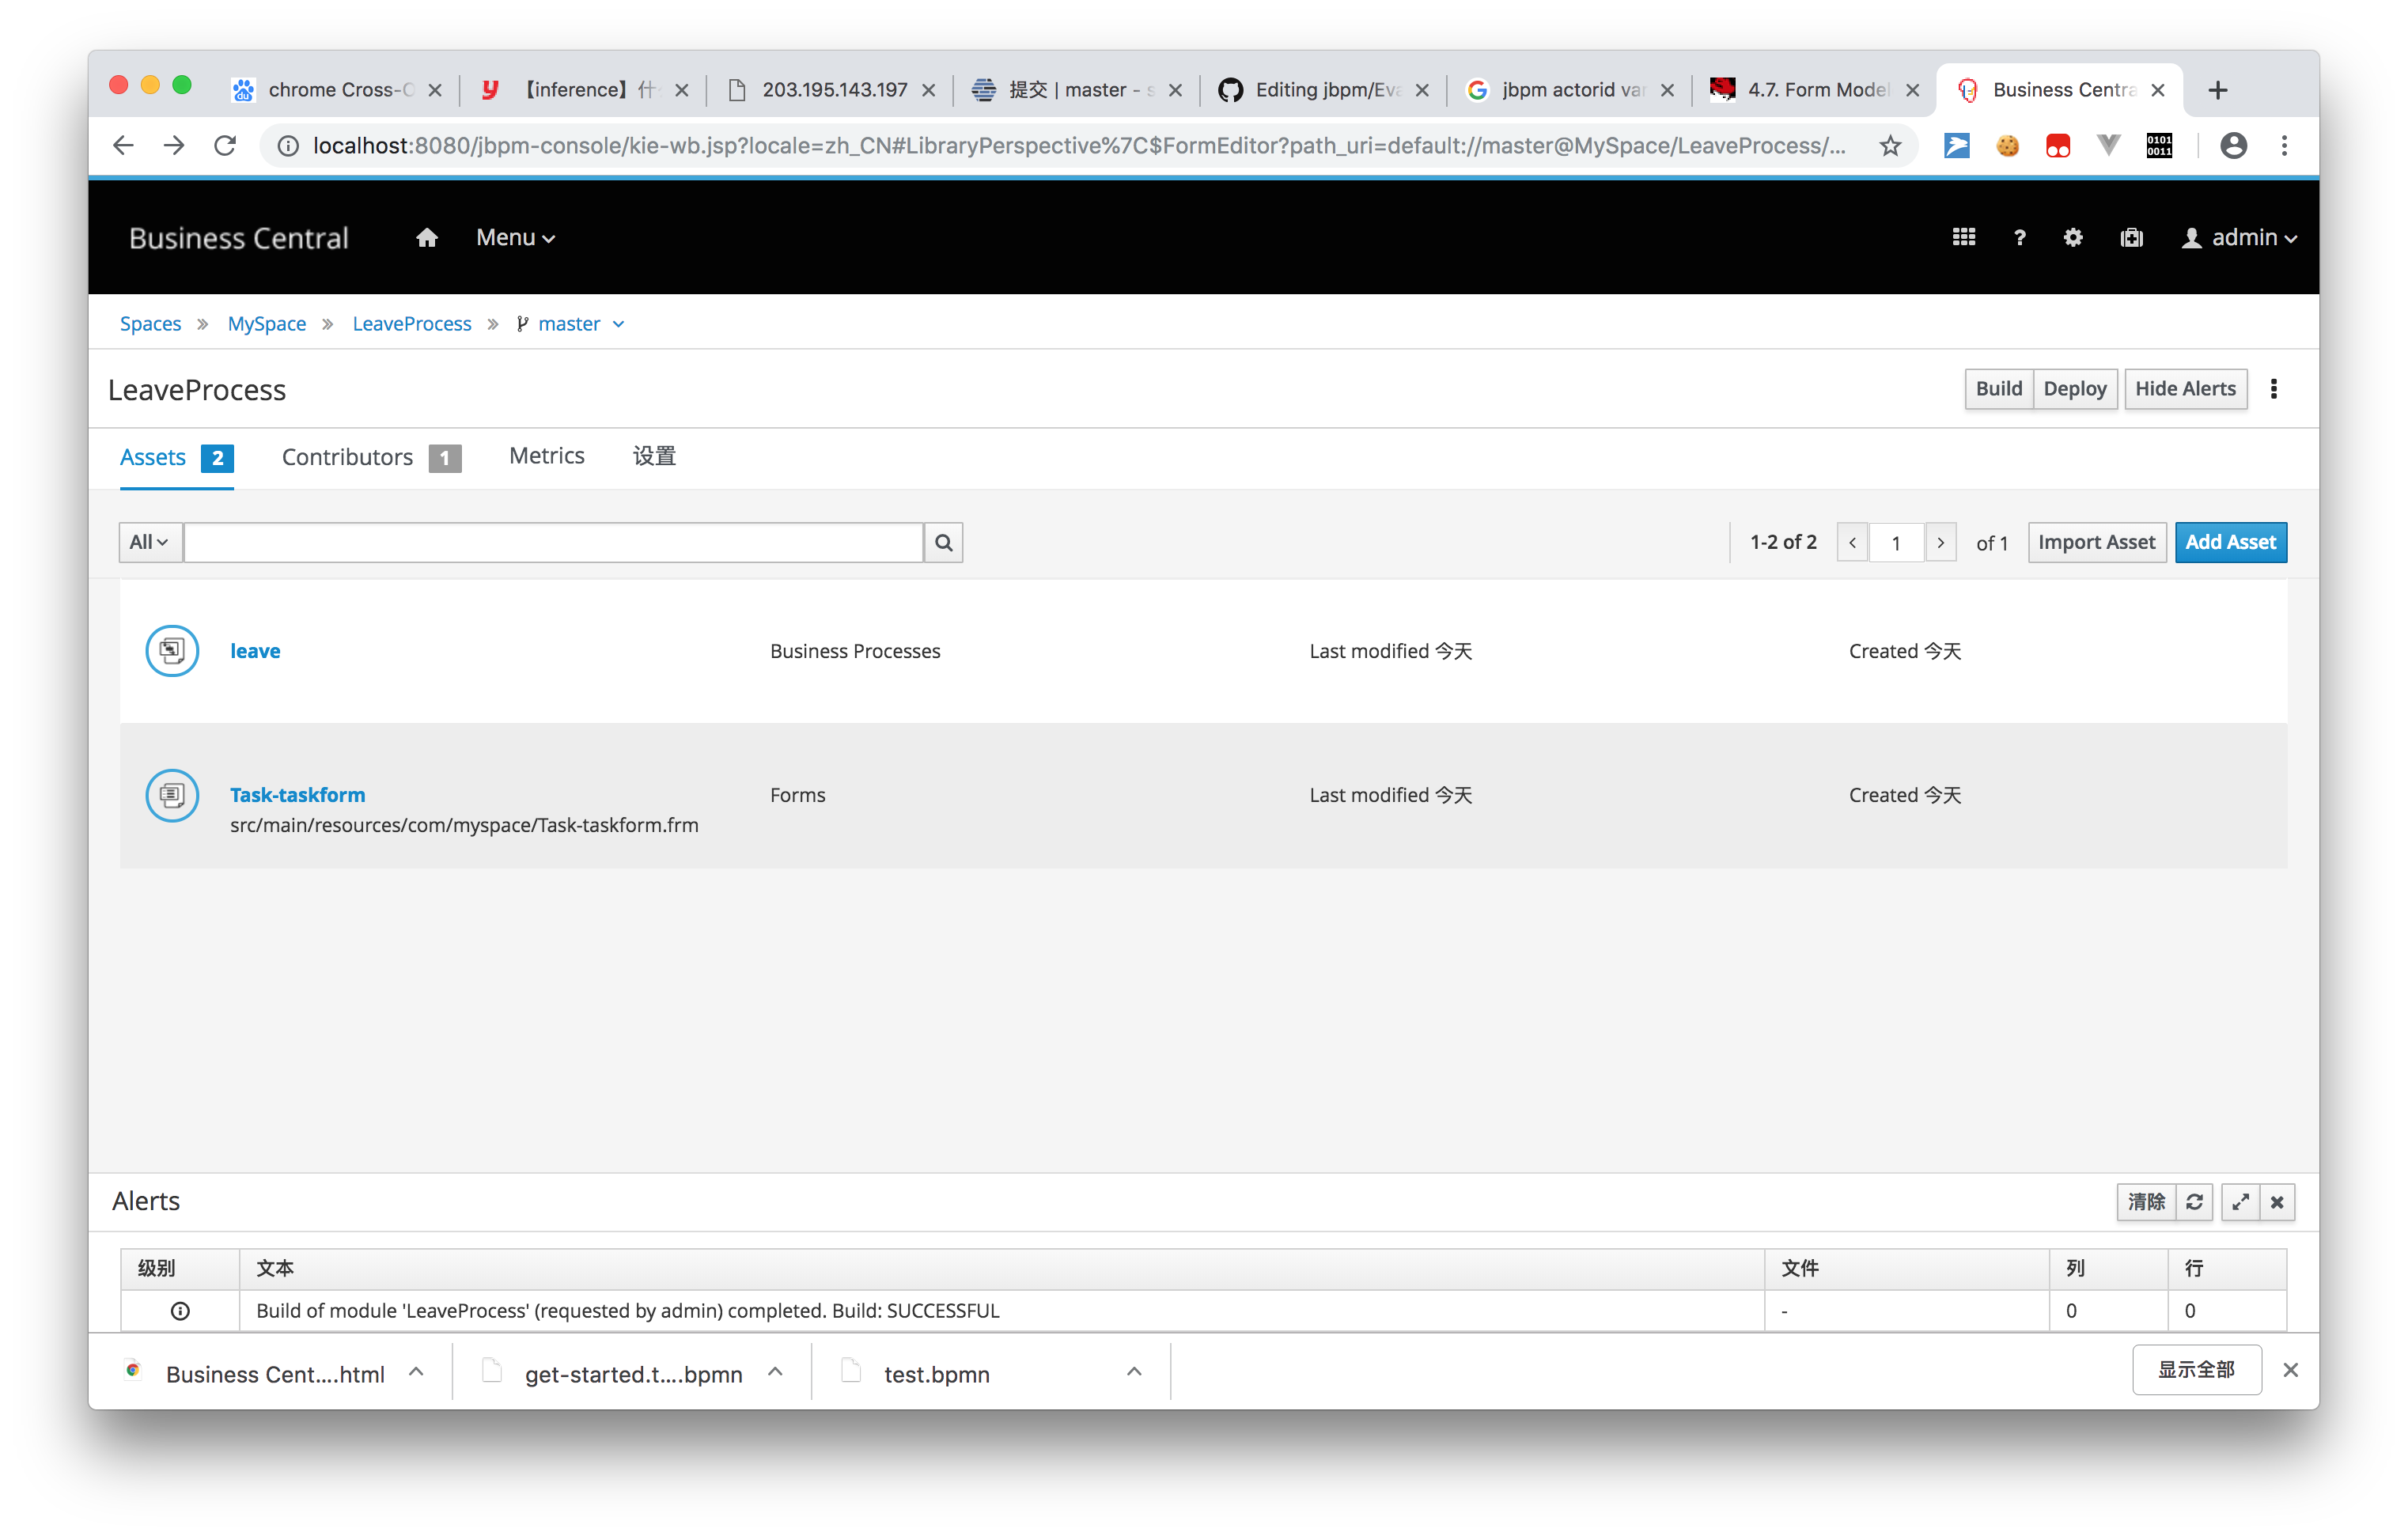 chrome Cross-O
【inference】什
203.195.143.197
提交 | master - s
Editing jbpm/Eva
jbpm actorid var
4.7. Form Model
Business Centra
localhost:8080/jbpm-console/kie-wb.jsp?locale=zh_CN#LibraryPerspective%7C$FormEditor?path_uri=default://master@MySpace/LeaveProcess/...
0101
0011
Business Central
Menu
admin
Spaces » MySpace » LeaveProcess » master
LeaveProcess
Build
Deploy
Hide Alerts
Assets 2
Contributors 1
Metrics
设置
All
1-2 of 2
1
of 1
Import Asset
Add Asset
leave
Business Processes
Last modified 今天
Created 今天
Task-taskform
src/main/resources/com/myspace/Task-taskform.frm
Forms
Last modified 今天
Created 今天
Alerts
清除
级别 文本 文件 列 行
Build of module 'LeaveProcess' (requested by admin) completed. Build: SUCCESSFUL - 0 0
Business Cent....html
get-started.t....bpmn
test.bpmn
显示全部